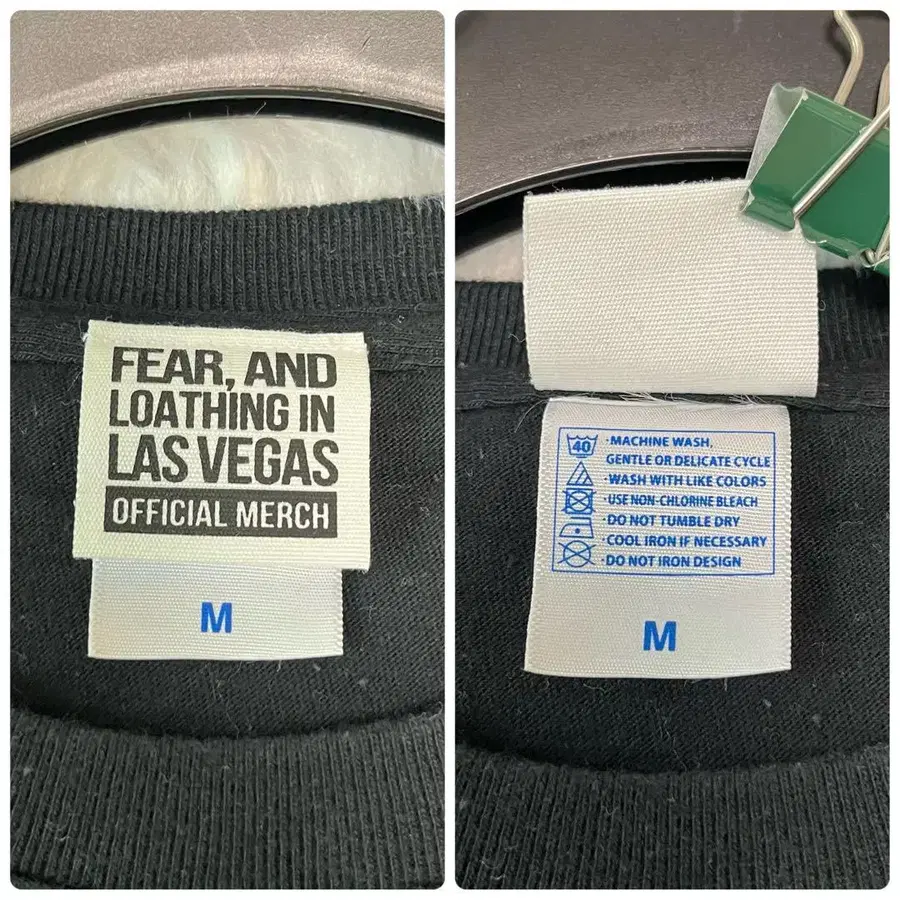 FEAR, AND
LOATHING IN
LAS VEGAS
OFFICIAL MERCH
M
40
·MACHINE WASH,
GENTLE OR DELICATE CYCLE
·WASH WITH LIKE COLORS
·USE NON-CHLORINE BLEACH
·DO NOT TUMBLE DRY
·COOL IRON IF NECESSARY
·DO NOT IRON DESIGN
M